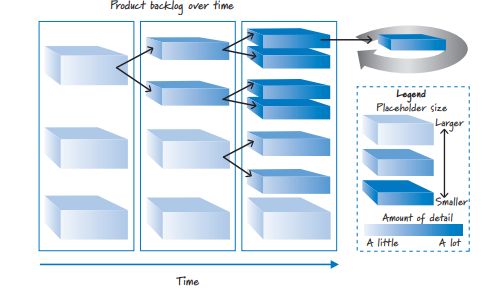 Product backlog over time
Legend
Placeholder size
Larger
Smaller
Amount of detail
A little
A lot
Time